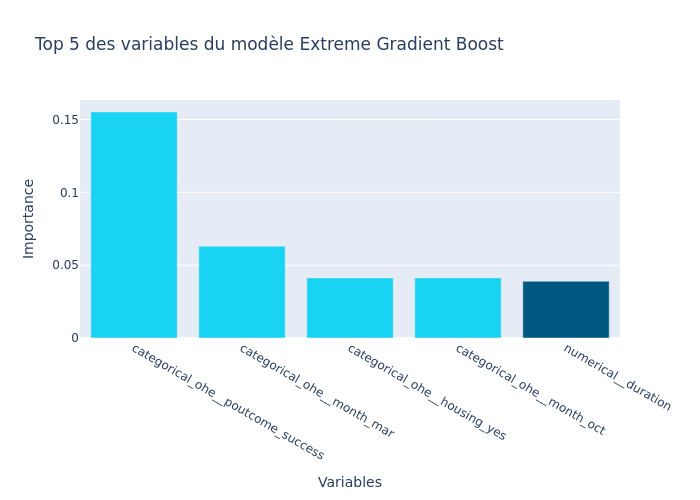 Top 5 des variables du modèle Extreme Gradient Boost
Importance
0.15
0.1
0.05
0
categorical_ohe__poutcome_success
categorical_ohe__month_mar
categorical_ohe__housing_yes
categorical_ohe__month_oct
numerical__duration
Variables